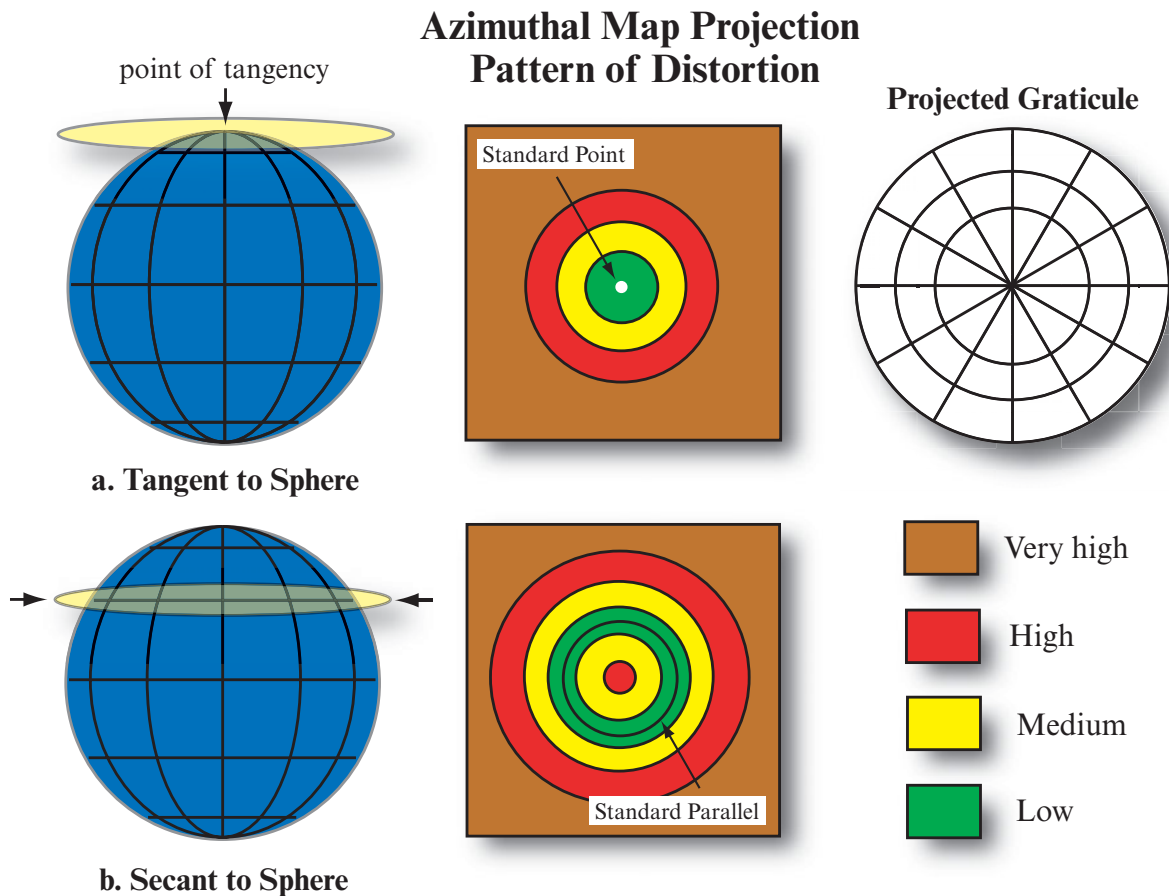 Azimuthal Map Projection
Pattern of Distortion
point of tangency
Standard Point
Projected Graticule
a. Tangent to Sphere
Standard Parallel
b. Secant to Sphere
Very high
High
Medium
Low